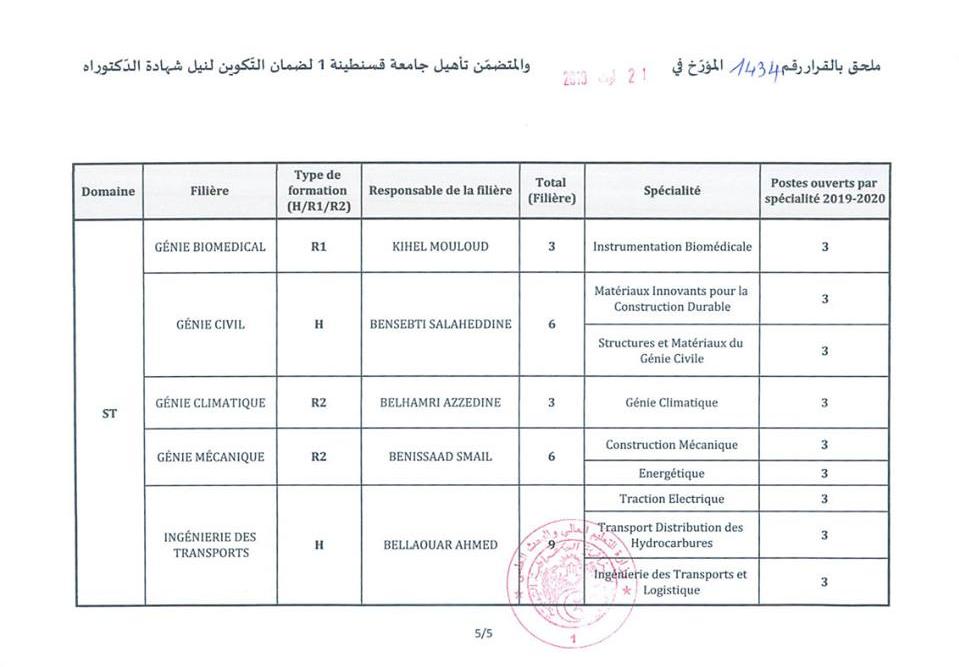 ملحق بالقرار رقم 1434 المؤرّخ في 21 أوت 2019 والمتضمّن تأهيل جامعة قسنطينة 1 لضمان التّكوين لنيل شهادة الدّكتوراه
Domaine Filière Type de formation (H/R1/R2) Responsable de la filière Total (Filière) Spécialité Postes ouverts par spécialité 2019-2020
ST
GÉNIE BIOMEDICAL R1 KIHEL MOULOUD 3 Instrumentation Biomédicale 3
GÉNIE CIVIL H BENSEBTI SALAHEDDINE 6
Matériaux Innovants pour la
Construction Durable 3
Structures et Matériaux du
Génie Civile 3
GÉNIE CLIMATIQUE R2 BELHAMRI AZZEDINE 3 Génie Climatique 3
GÉNIE MÉCANIQUE R2 BENISSAAD SMAIL 6
Construction Mécanique 3
Energétique 3
INGÉNIERIE DES
TRANSPORTS H BELLAOUAR AHMED 9
Traction Electrique 3
Transport Distribution des
Hydrocarbures 3
Ingénierie des Transports et
Logistique 3
1
5/5